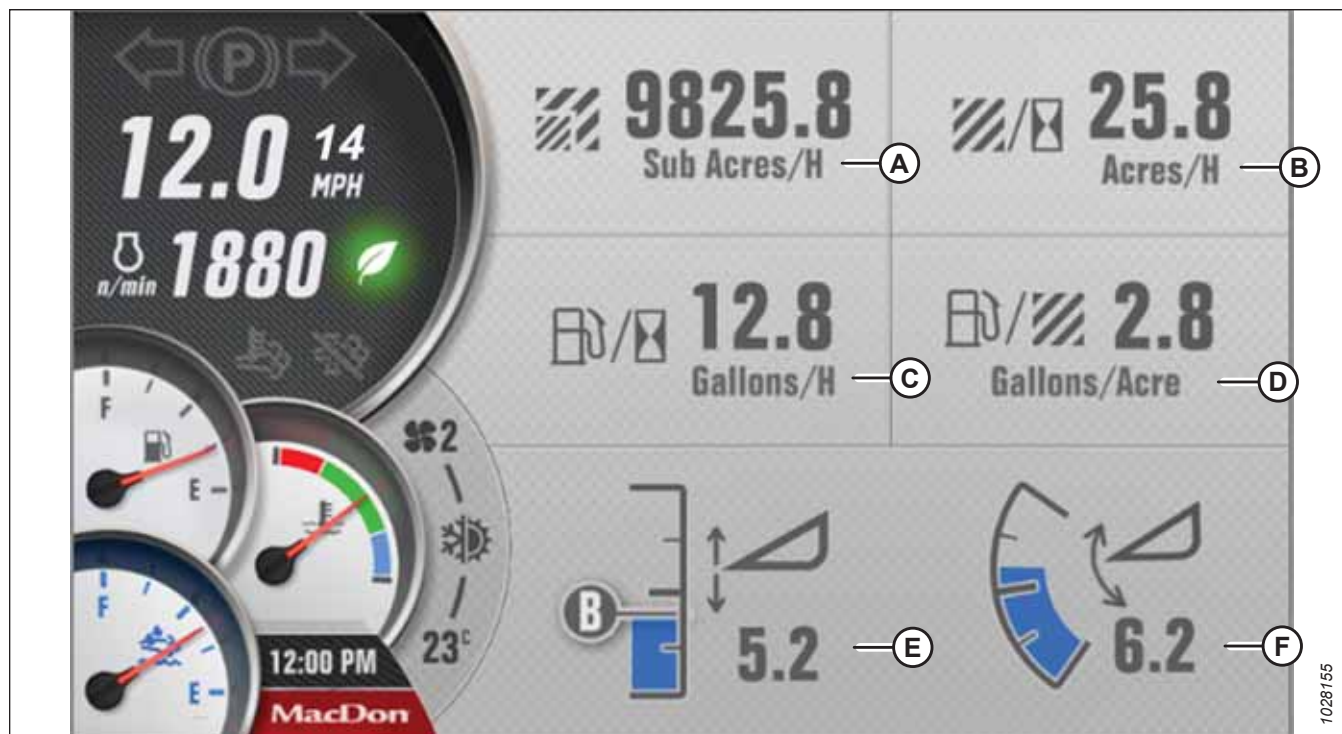 P
12.0 14
MPH
n/min 1880
F
E
F
E
2
23°C
12:00 PM
MacDon
9825.8
Sub Acres/H
A
/ 25.8
Acres/H
B
/ 12.8
Gallons/H
C
/ 2.8
Gallons/Acre
D
B
5.2
E
6.2
F
1028155